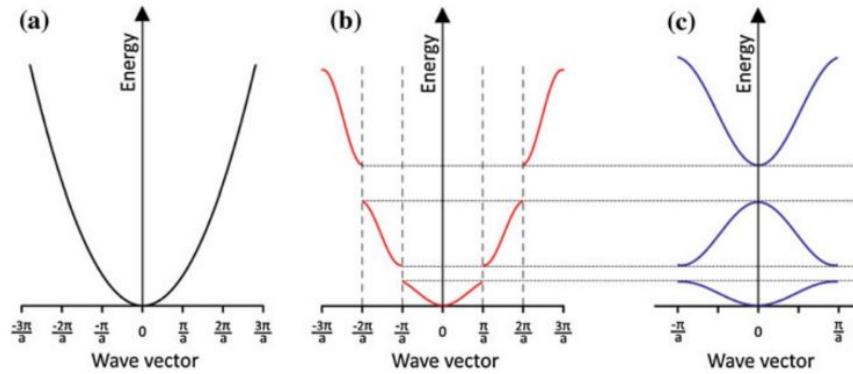 (a)
Energy
-3π/a -2π/a -π/a 0 π/a 2π/a 3π/a
Wave vector
(b)
Energy
-3π/a -2π/a -π/a 0 π/a 2π/a 3π/a
Wave vector
(c)
Energy
-π/a 0 π/a
Wave vector